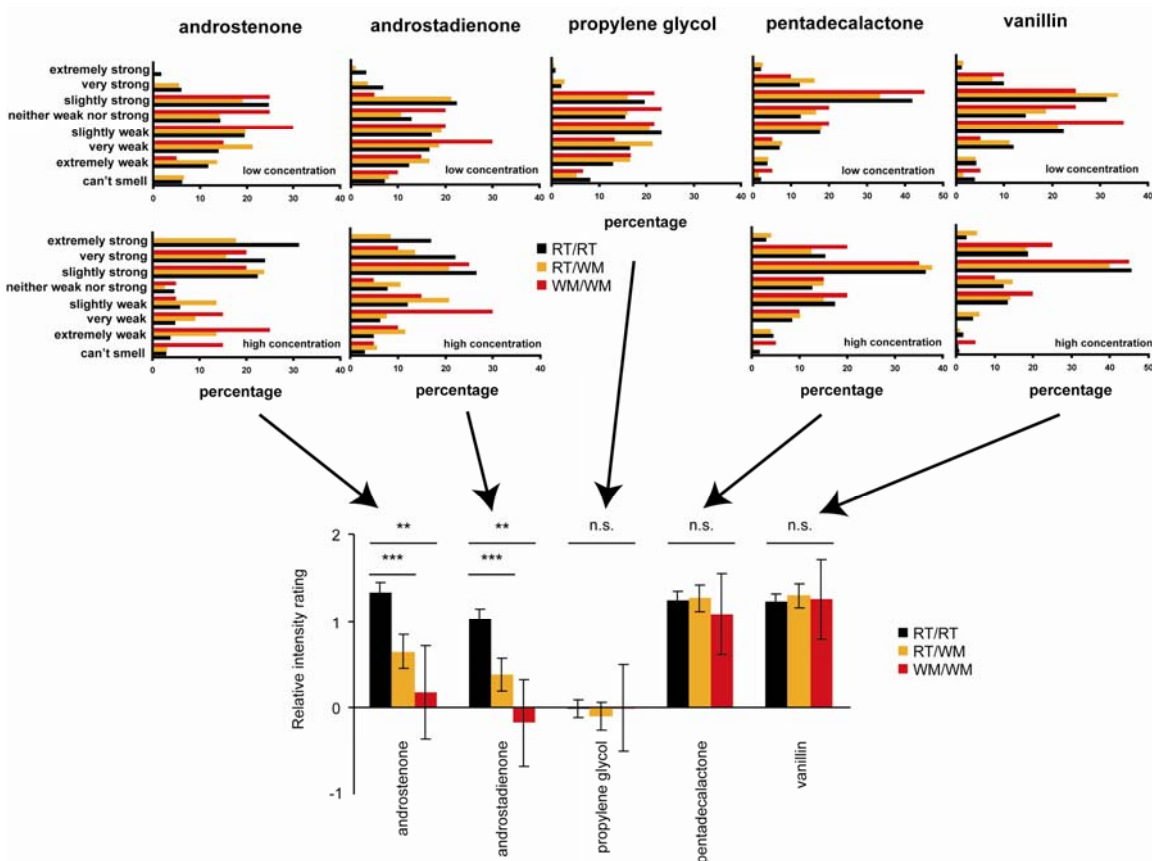 androstenone androstadienone propylene glycol pentadecalactone vanillin
extremely strong
very strong
slightly strong
neither weak nor strong
slightly weak
very weak
extremely weak
can't smell
low concentration low concentration low concentration low concentration
0 10 20 30 40 0 10 20 30 40 0 10 20 30 40 0 10 20 30 40 50 0 10 20 30 40
percentage
RT/RT
RT/WM
WM/WM
extremely strong
very strong
slightly strong
neither weak nor strong
slightly weak
very weak
extremely weak
can't smell
high concentration high concentration high concentration high concentration
0 10 20 30 40 0 10 20 30 40 0 10 20 30 40 50 0 10 20 30 40 50
percentage percentage percentage percentage
Relative intensity rating
2
1
0
-1
** ** n.s. n.s. n.s.
*** ***
RT/RT
RT/WM
WM/WM
androstenone
androstadienone
propylene glycol
pentadecalactone
vanillin